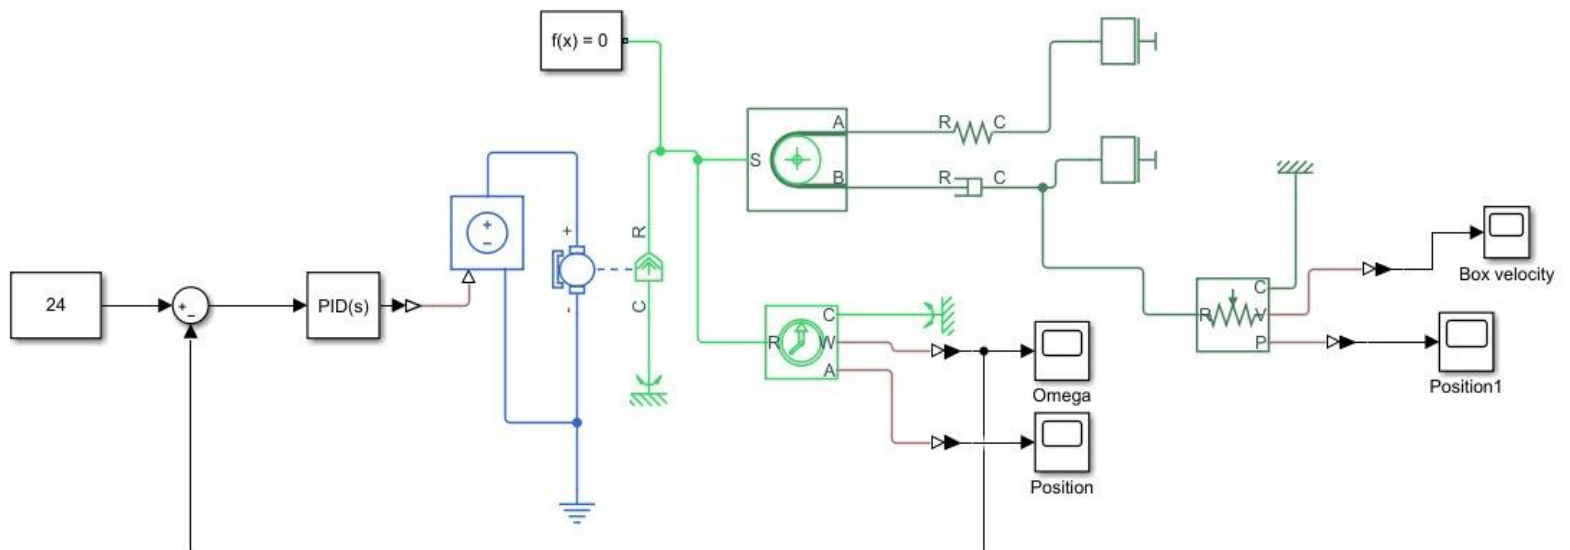 f(x) = 0
A
R
C
S
B
R
C
+
−
+
R
24
+
−
PID(s)
-
C
C
R
W
A
C
R
V
P
Box velocity
Position1
Omega
Position